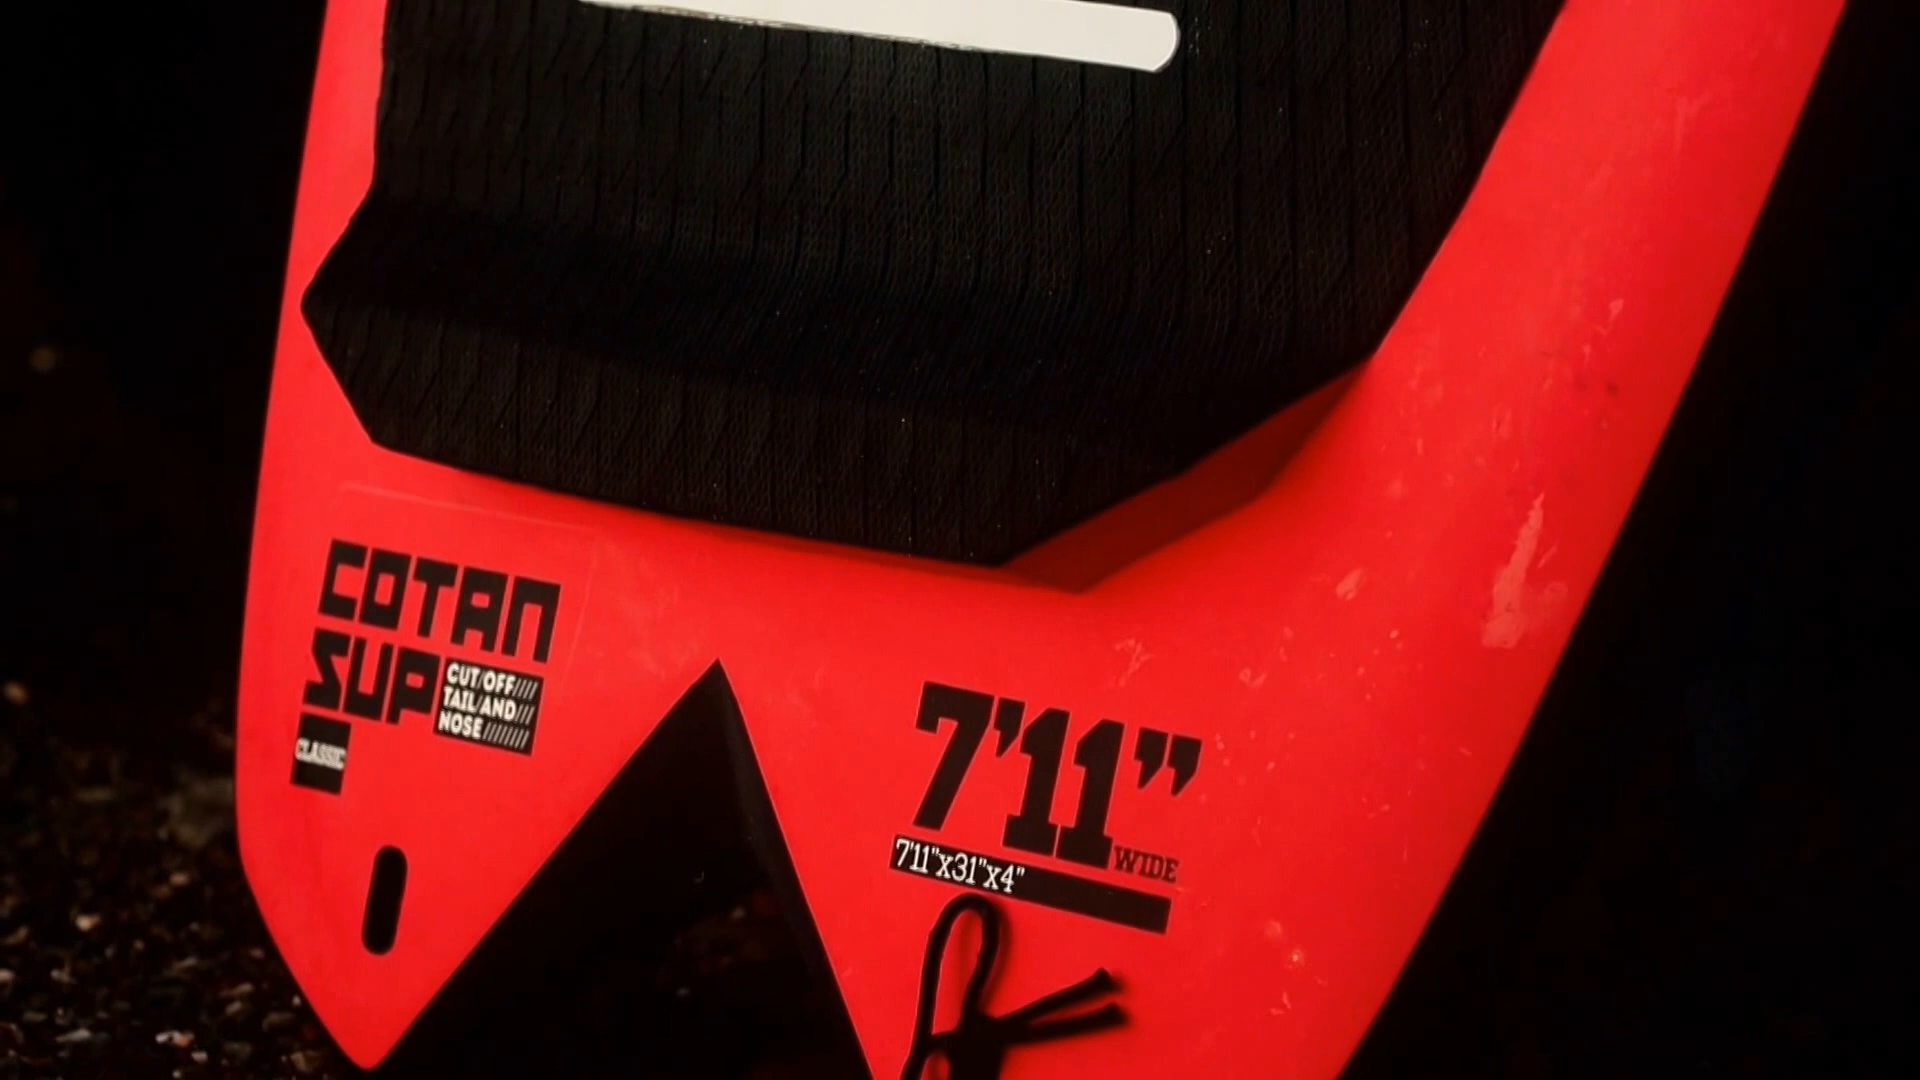 COTAN
SUP
CUT/OFF////
TAIL/AND///
NOSE////////
CLASSIC
7’11”
WIDE
7'11"x31"x4"